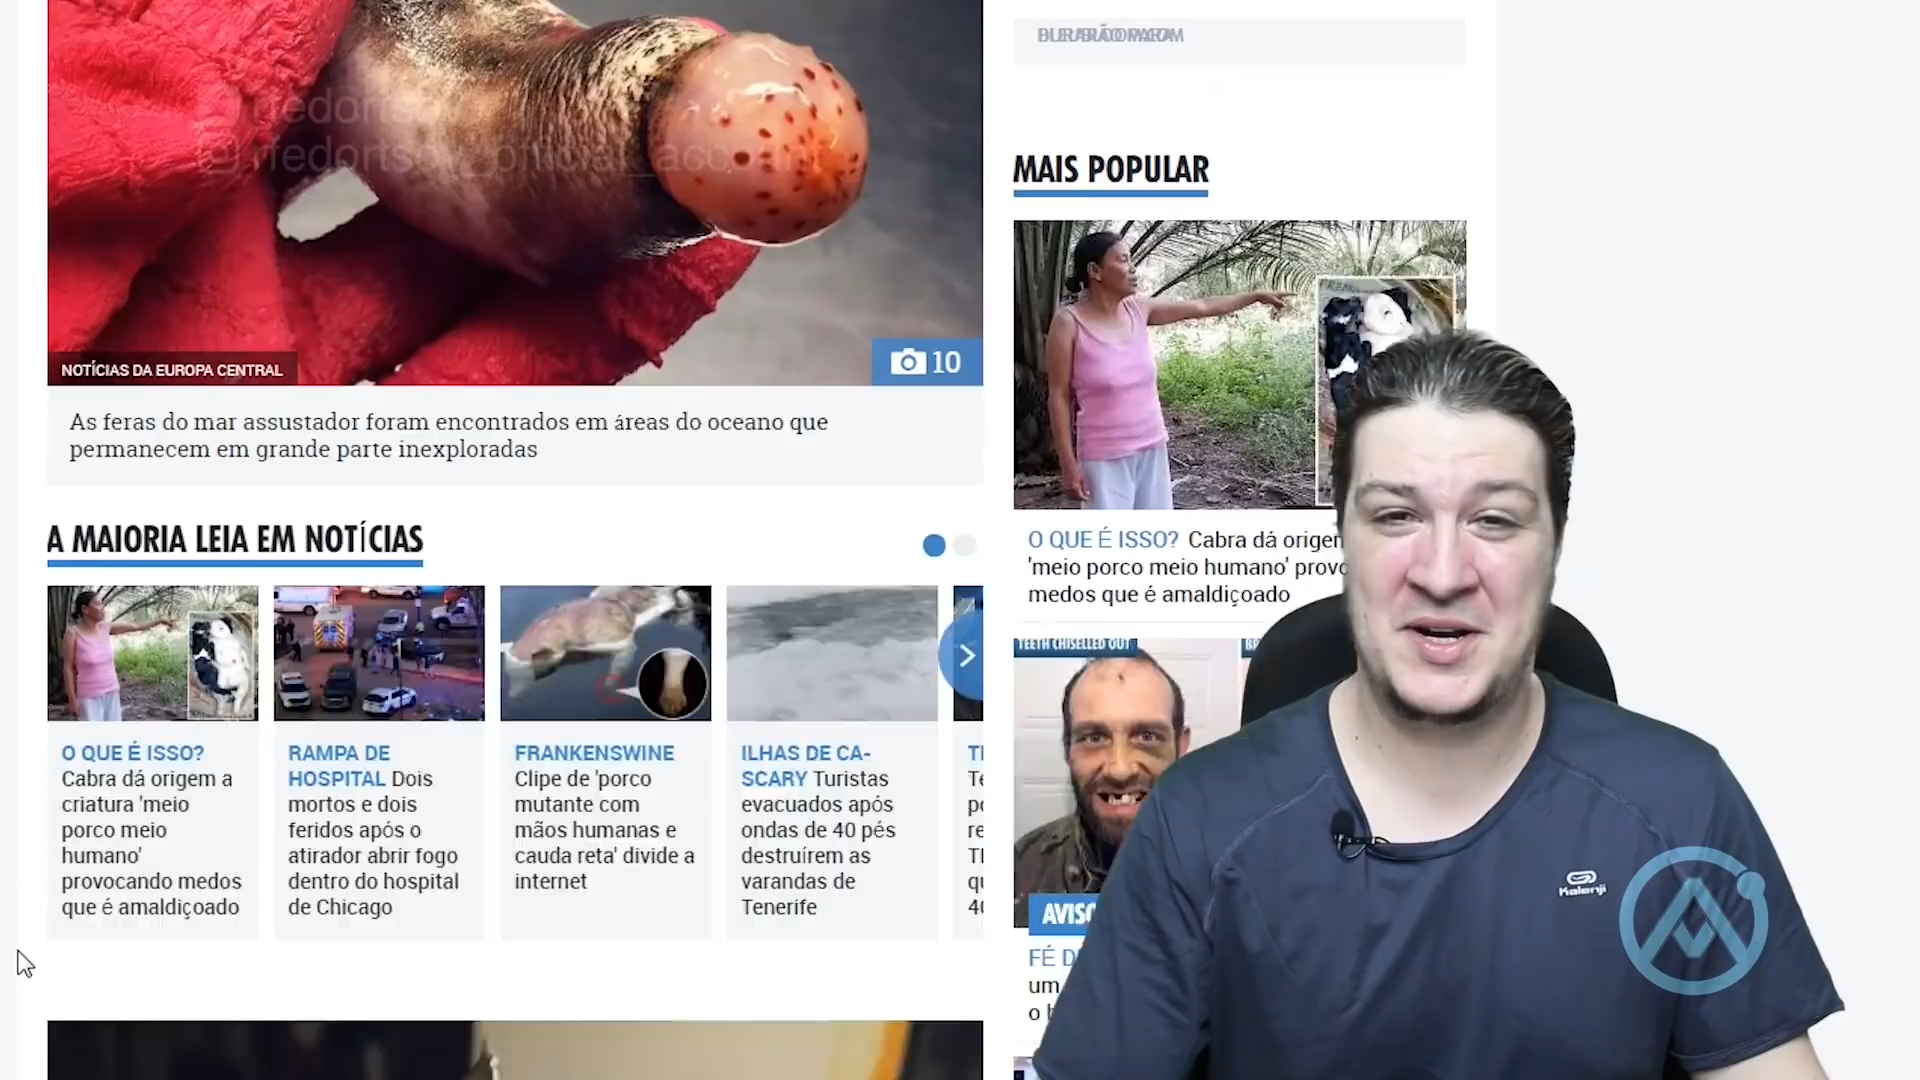 NOTÍCIAS DA EUROPA CENTRAL
10
As feras do mar assustador foram encontrados em áreas do oceano que
permanecem em grande parte inexploradas
A MAIORIA LEIA EM NOTÍCIAS
O QUE É ISSO?
Cabra dá origem a
criatura 'meio
porco meio
humano'
provocando medos
que é amaldiçoado
RAMPA DE
HOSPITAL Dois
mortos e dois
feridos após o
atirador abrir fogo
dentro do hospital
de Chicago
FRANKENSWINE
Clipe de 'porco
mutante com
mãos humanas e
cauda reta' divide a
internet
ILHAS DE CA-
SCARY Turistas
evacuados após
ondas de 40 pés
destruírem as
varandas de
Tenerife
MAIS POPULAR
O QUE É ISSO? Cabra dá
'meio porco meio humano'
medos que é amaldiçoado
TEETH CHISELLED OUT
FÉ
um
o
Kalenji